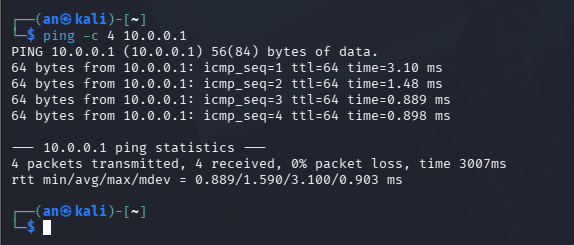 ┌──(an㉿kali)-[~]
└─$ ping -c 4 10.0.0.1
PING 10.0.0.1 (10.0.0.1) 56(84) bytes of data.
64 bytes from 10.0.0.1: icmp_seq=1 ttl=64 time=3.10 ms
64 bytes from 10.0.0.1: icmp_seq=2 ttl=64 time=1.48 ms
64 bytes from 10.0.0.1: icmp_seq=3 ttl=64 time=0.889 ms
64 bytes from 10.0.0.1: icmp_seq=4 ttl=64 time=0.898 ms
--- 10.0.0.1 ping statistics ---
4 packets transmitted, 4 received, 0% packet loss, time 3007ms
rtt min/avg/max/mdev = 0.889/1.590/3.100/0.903 ms
┌──(an㉿kali)-[~]
└─$